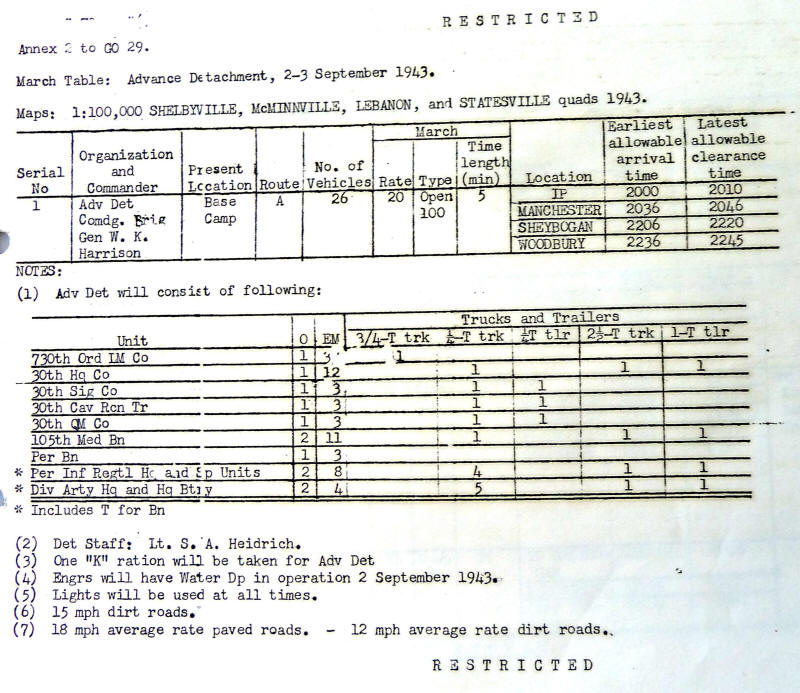 RESTRICTED
Annex 2 to GO 29.
March Table: Advance Detachment, 2-3 September 1943.
Maps: 1:100,000 SHELBYVILLE, McMINNVILLE, LEBANON, and STATESVILLE quads 1943.
March Earliest Latest
Organization Time allowable allowable
Serial and Present No. of length arrival clearance
No Commander Location Route Vehicles Rate Type (min) Location time time
1 Adv Det Base A 26 20 Open 5 IP 2000 2010
Comdg. Brig Camp 100 MANCHESTER 2036 2046
Gen W. K. SHEYBOGAN 2206 2220
Harrison WOODBURY 2236 2245
NOTES:
(1) Adv Det will consist of following:
Trucks and Trailers
Unit O EM 3/4-T trk ¼-T trk ¼T tlr 2½-T trk 1-T tlr
730th Ord LM Co 1 3 1
30th Hq Co 1 12 1 1 1
30th Sig Co 1 3 1 1
30th Cav Rcn Tr 1 3 1 1
30th QM Co 1 3 1 1
105th Med Bn 2 11 1 1 1
Per Bn 1 3
* Per Inf Regtl Hq and Sp Units 2 8 4 1 1
* Div Arty Hq and Hq Btry 2 4 5 1 1
* Includes T for Bn
(2) Det Staff: Lt. S. A. Heidrich.
(3) One "K" ration will be taken for Adv Det
(4) Engrs will have Water Dp in operation 2 September 1943.
(5) Lights will be used at all times.
(6) 15 mph dirt roads.
(7) 18 mph average rate paved roads. - 12 mph average rate dirt roads.
RESTRICTED